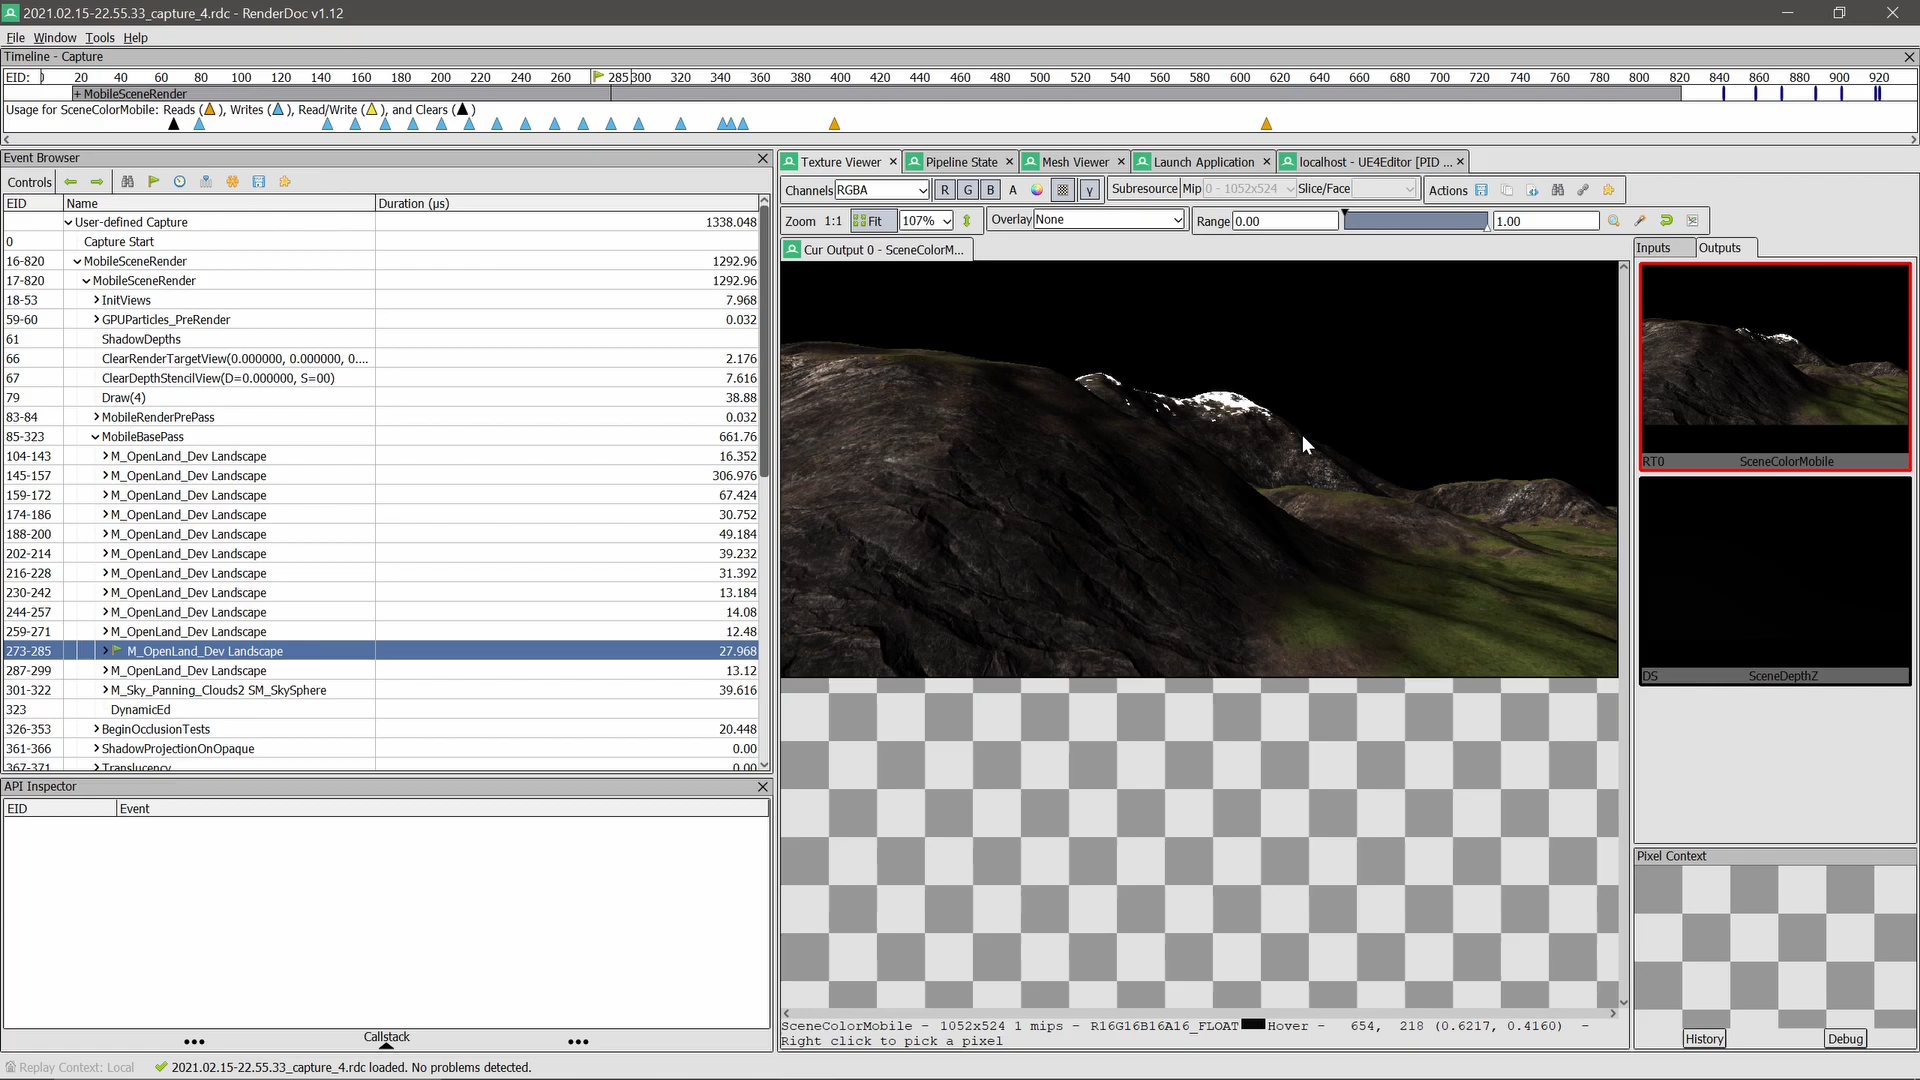 2021.02.15-22.55.33_capture_4.rdc - RenderDoc v1.12
File Window Tools Help
Timeline - Capture
EID: 0 20 40 60 80 100 120 140 160 180 200 220 240 260 285 300 320 340 360 380 400 420 440 460 480 500 520 540 560 580 600 620 640 660 680 700 720 740 760 780 800 820 840 860 880 900 920
+ MobileSceneRender
Usage for SceneColorMobile: Reads ( ), Writes ( ), Read/Write ( ), and Clears ( )
Event Browser
Controls
EID Name Duration (µs)
User-defined Capture 1338.048
0 Capture Start
16-820 MobileSceneRender 1292.96
17-820 MobileSceneRender 1292.96
18-53 InitViews 7.968
59-60 GPUParticles_PreRender 0.032
61 ShadowDepths
66 ClearRenderTargetView(0.000000, 0.000000, 0.... 2.176
67 ClearDepthStencilView(D=0.000000, S=00) 7.616
79 Draw(4) 38.88
83-84 MobileRenderPrePass 0.032
85-323 MobileBasePass 661.76
104-143 M_OpenLand_Dev Landscape 16.352
145-157 M_OpenLand_Dev Landscape 306.976
159-172 M_OpenLand_Dev Landscape 67.424
174-186 M_OpenLand_Dev Landscape 30.752
188-200 M_OpenLand_Dev Landscape 49.184
202-214 M_OpenLand_Dev Landscape 39.232
216-228 M_OpenLand_Dev Landscape 31.392
230-242 M_OpenLand_Dev Landscape 13.184
244-257 M_OpenLand_Dev Landscape 14.08
259-271 M_OpenLand_Dev Landscape 12.48
273-285 M_OpenLand_Dev Landscape 27.968
287-299 M_OpenLand_Dev Landscape 13.12
301-322 M_Sky_Panning_Clouds2 SM_SkySphere 39.616
323 DynamicEd
326-353 BeginOcclusionTests 20.448
361-366 ShadowProjectionOnOpaque 0.00
367-371 Translucency 0.00
API Inspector
EID Event
Callstack
Texture Viewer Pipeline State Mesh Viewer Launch Application localhost - UE4Editor [PID ...
Channels RGBA R G B A γ Subresource Mip 0 - 1052x524 Slice/Face Actions
Zoom 1:1 Fit 107% Overlay None Range 0.00 1.00
Cur Output 0 - SceneColorM...
Inputs Outputs
RT0 SceneColorMobile
DS SceneDepthZ
Pixel Context
History Debug
SceneColorMobile - 1052x524 1 mips - R16G16B16A16_FLOAT Hover - 654, 218 (0.6217, 0.4160) -
Right click to pick a pixel
Replay Context: Local 2021.02.15-22.55.33_capture_4.rdc loaded. No problems detected.